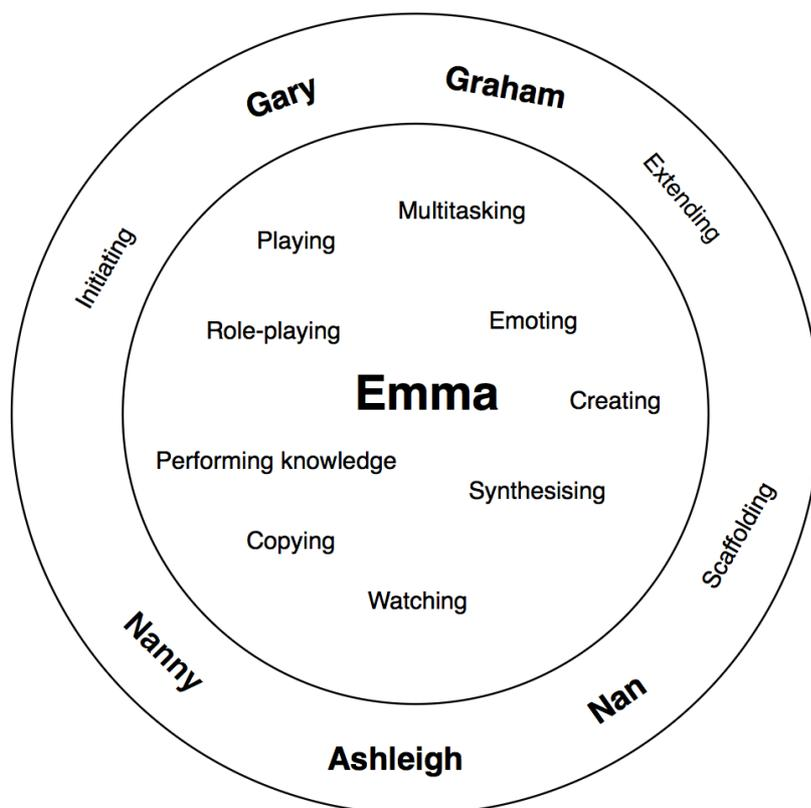 Gary
Graham
Extending
Initiating
Multitasking
Playing
Role-playing
Emoting
Emma
Creating
Performing knowledge
Synthesising
Scaffolding
Copying
Watching
Nanny
Nan
Ashleigh